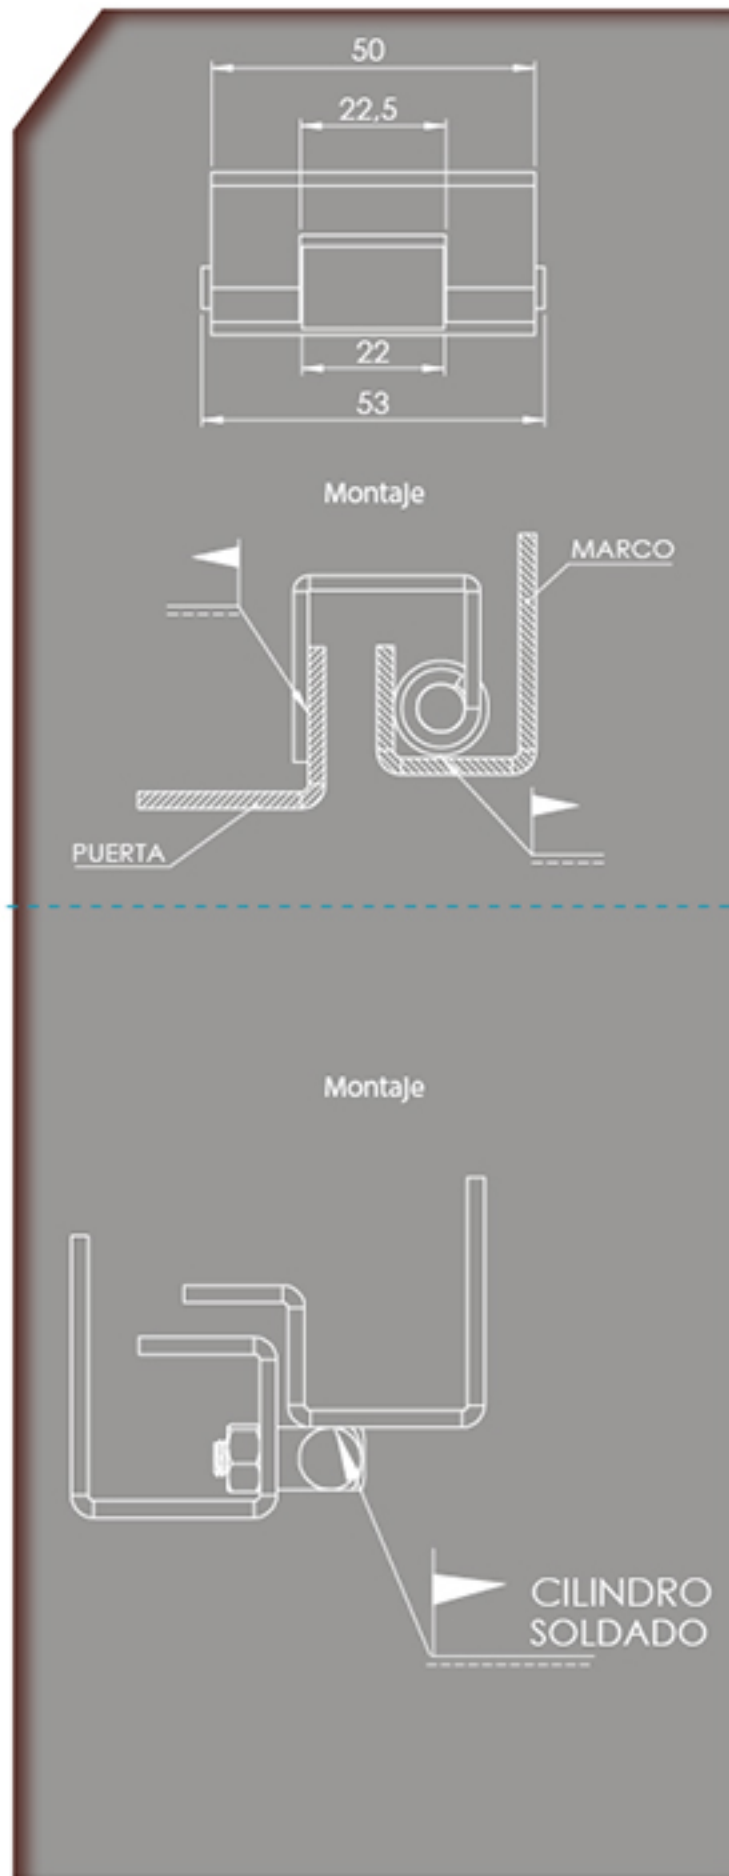 50
22,5
22
53
Montaje
MARCO
PUERTA
Montaje
CILINDRO
SOLDADO